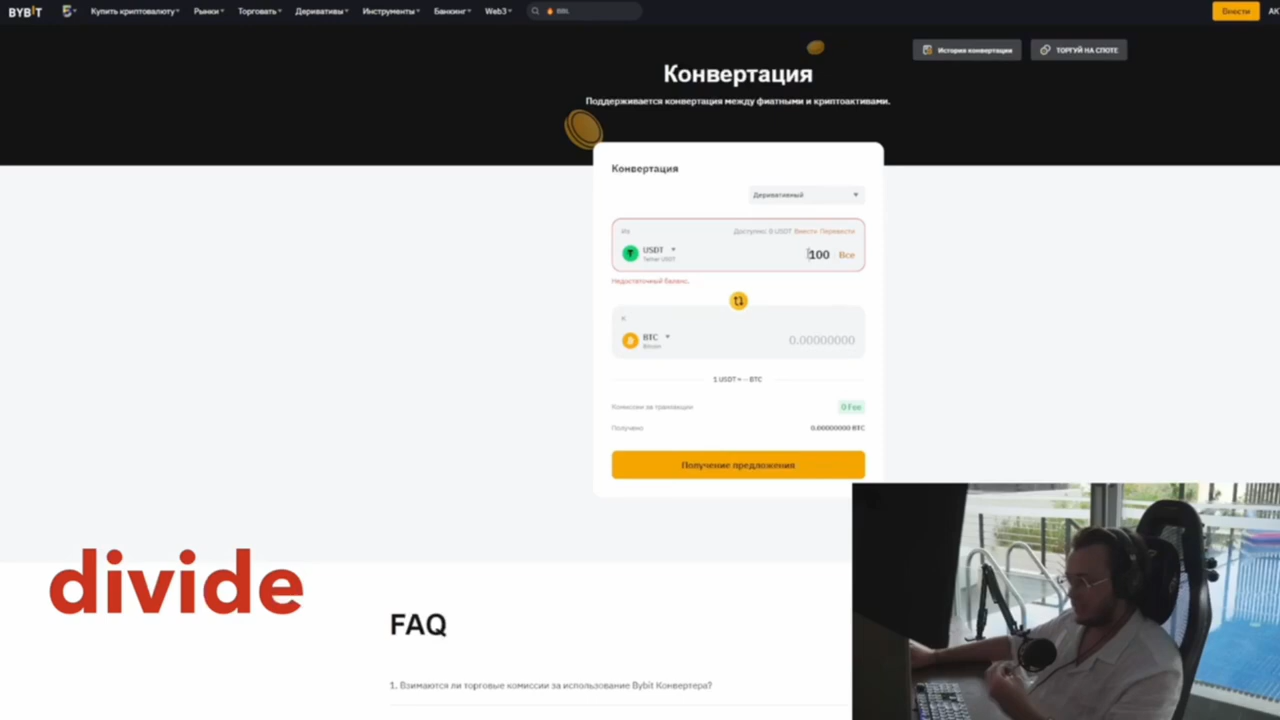 BYBIT Купить криптовалюту Рынки Торговать Деривативы Инструменты Банкинг Web3 Внести
История конвертации ТОРГУЙ НА СПОТЕ
Конвертация
Поддерживается конвертация между фиатными и криптоактивами.
Конвертация
Деривативный
Из Доступно: 0 USDT Внести Перевести
USDT 100 Все
Tether USDT
Недостаточный баланс.
К
BTC 0.00000000
Bitcoin
1 USDT ≈ -- BTC
Комиссии за транзакции 0 Fee
Получено 0.00000000 BTC
Получение предложения
divide
FAQ
1. Взимаются ли торговые комиссии за использование Bybit Конвертера?